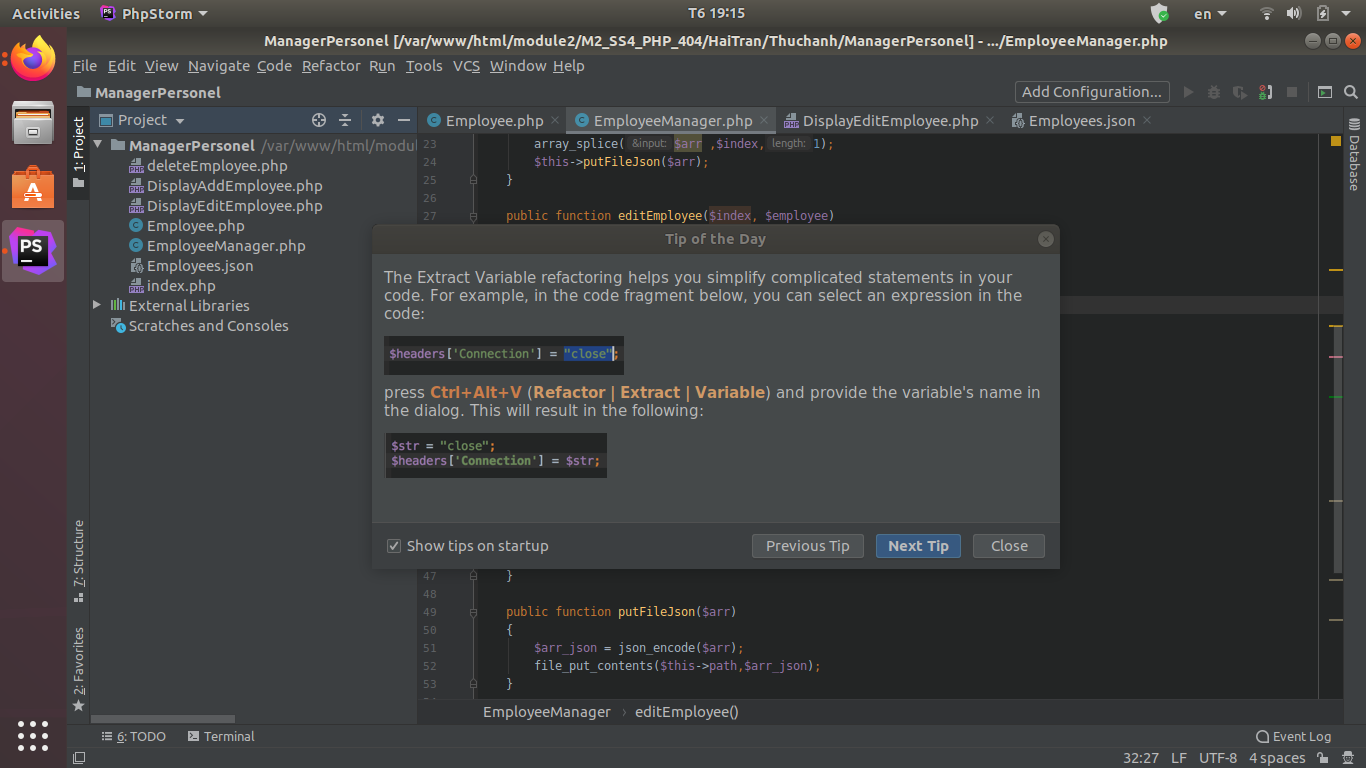 Activities PhpStorm T6 19:15 en
ManagerPersonel [/var/www/html/module2/M2_SS4_PHP_404/HaiTran/Thuchanh/ManagerPersonel] - .../EmployeeManager.php
File Edit View Navigate Code Refactor Run Tools VCS Window Help
ManagerPersonel Add Configuration...
1: Project
7: Structure
2: Favorites
Project
ManagerPersonel /var/www/html/modul
deleteEmployee.php
DisplayAddEmployee.php
DisplayEditEmployee.php
Employee.php
EmployeeManager.php
Employees.json
index.php
External Libraries
Scratches and Consoles
Employee.php EmployeeManager.php DisplayEditEmployee.php Employees.json
23 array_splice( &input: $arr ,$index, length: 1);
24 $this->putFileJson($arr);
25 }
26
27 public function editEmployee($index, $employee)
Tip of the Day
The Extract Variable refactoring helps you simplify complicated statements in your
code. For example, in the code fragment below, you can select an expression in the
code:
$headers['Connection'] = "close";
press Ctrl+Alt+V (Refactor | Extract | Variable) and provide the variable's name in
the dialog. This will result in the following:
$str = "close";
$headers['Connection'] = $str;
Show tips on startup Previous Tip Next Tip Close
47 }
48
49 public function putFileJson($arr)
50 {
51 $arr_json = json_encode($arr);
52 file_put_contents($this->path,$arr_json);
53 }
EmployeeManager › editEmployee()
Database
6: TODO Terminal Event Log
32:27 LF UTF-8 4 spaces
PS